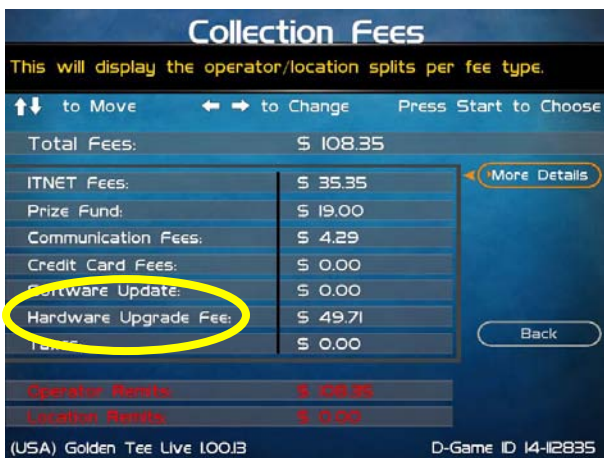 Collection Fees
This will display the operator/location splits per fee type.
to Move to Change Press Start to Choose
Total Fees: $ 108.35
More Details
ITNET Fees: $ 35.35
Prize Fund: $ 19.00
Communication Fees: $ 4.29
Credit Card Fees: $ 0.00
Software Update: $ 0.00
Hardware Upgrade Fee: $ 49.71
Taxes: $ 0.00
Back
Operator Remits: $ 108.35
Location Remits: $ 0.00
(USA) Golden Tee Live 1.00.13 D-Game ID 14-112835